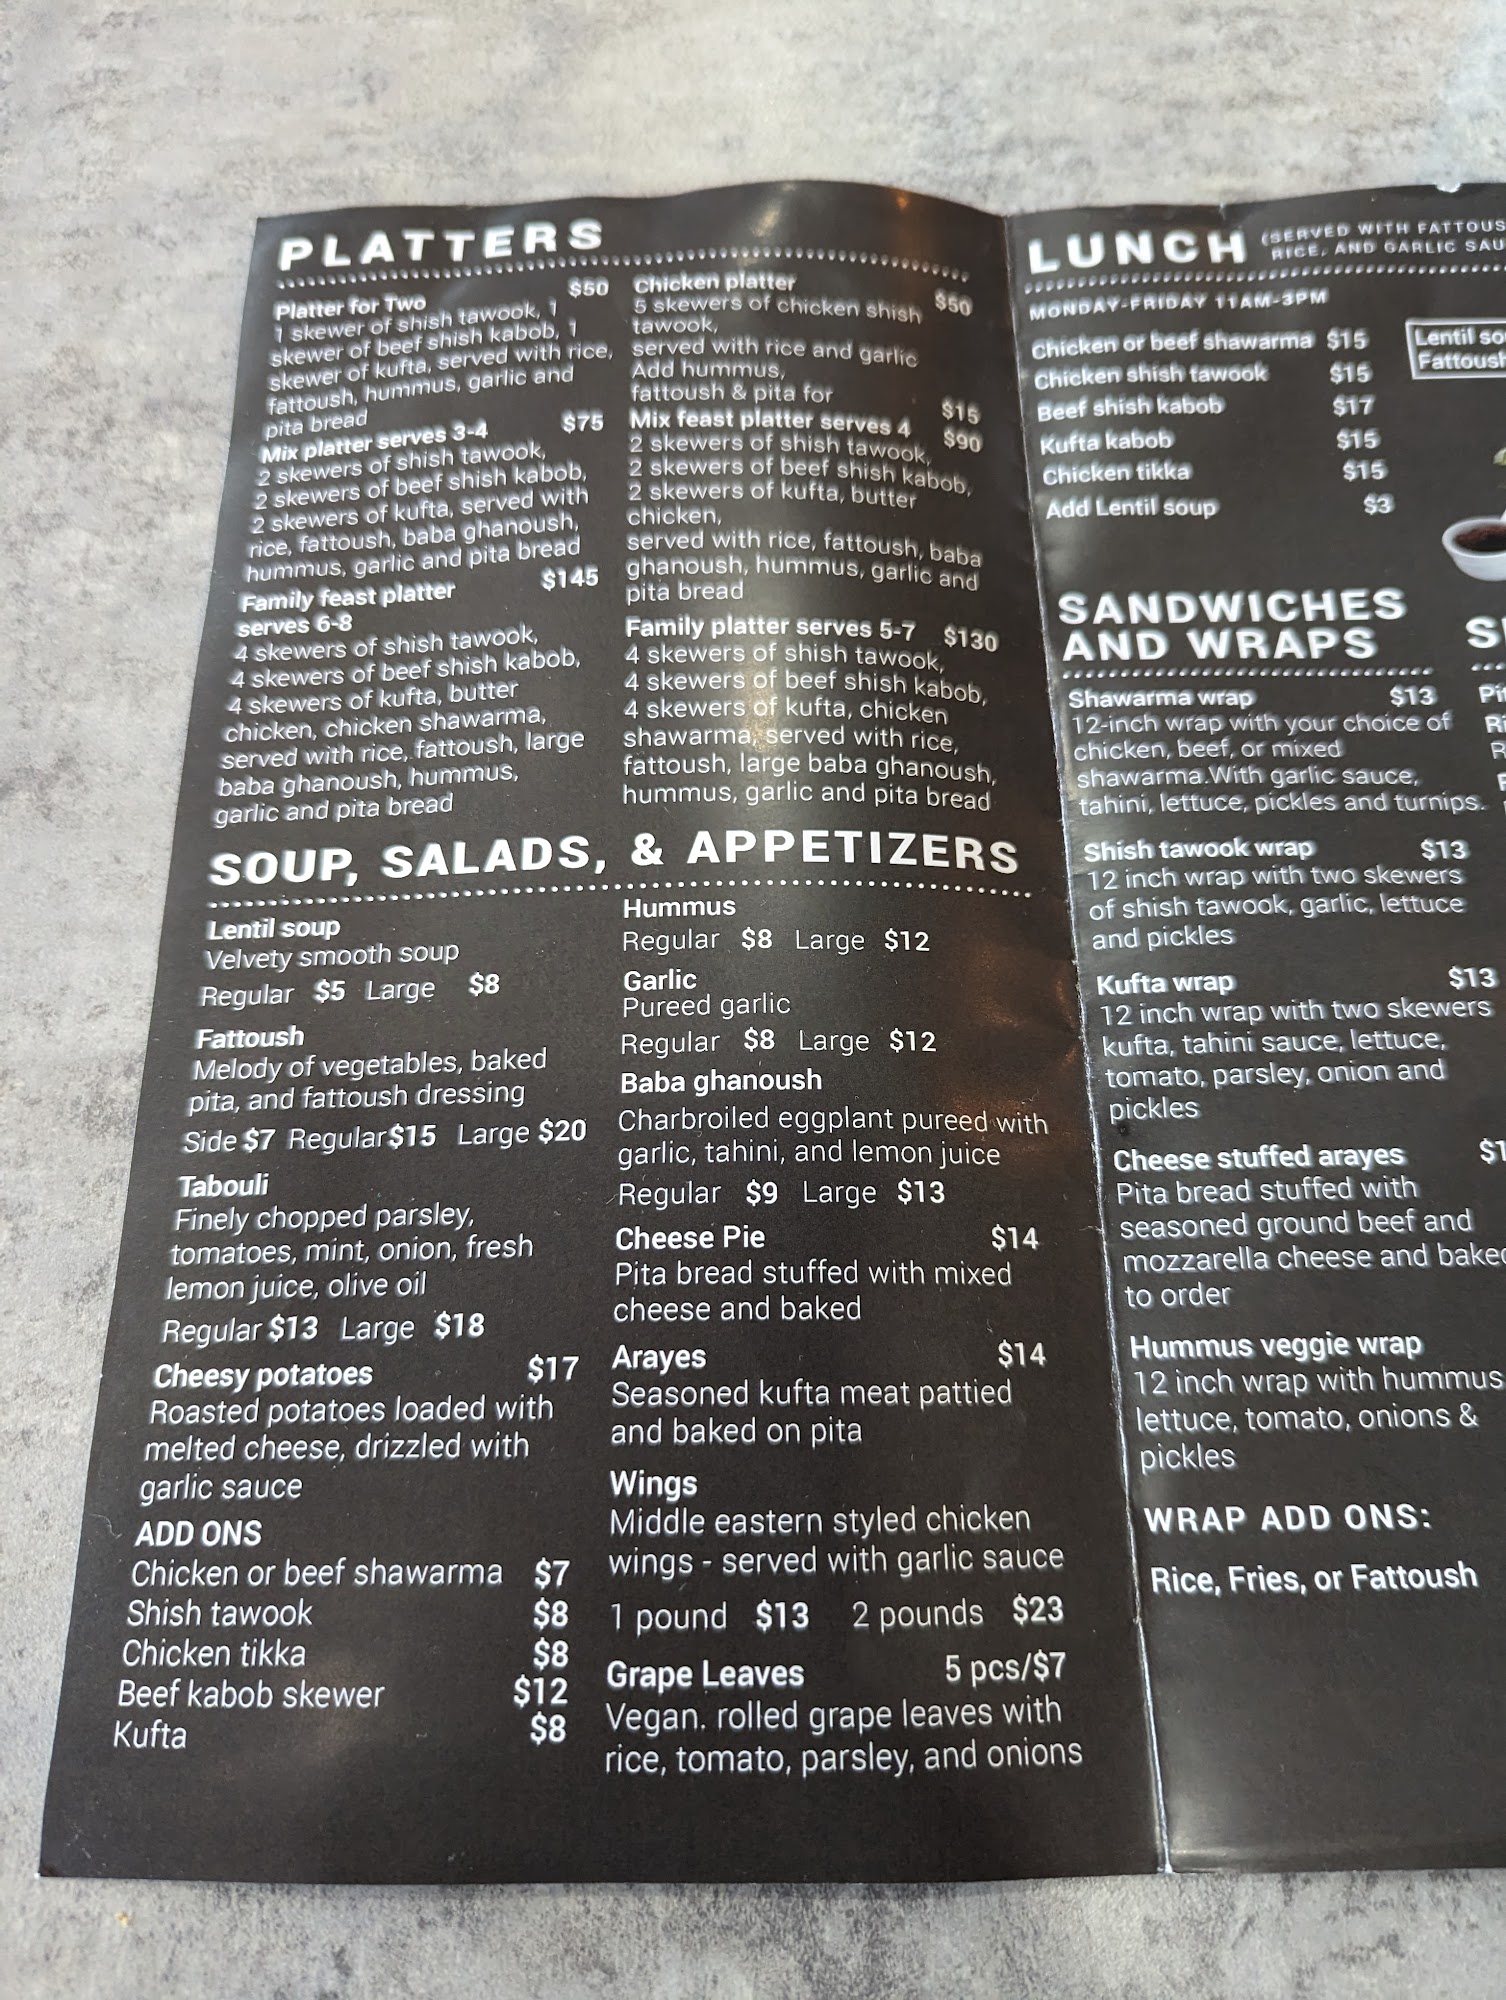 PLATTERS
Platter for Two $50
1 skewer of shish tawook, 1
skewer of beef shish kabob, 1
skewer of kufta, served with rice,
fattoush, hummus, garlic and
pita bread
Mix platter serves 3-4 $75
2 skewers of shish tawook,
2 skewers of beef shish kabob,
2 skewers of kufta, served with
rice, fattoush, baba ghanoush,
hummus, garlic and pita bread
Family feast platter $145
serves 6-8
4 skewers of shish tawook,
4 skewers of beef shish kabob,
4 skewers of kufta, butter
chicken, chicken shawarma,
served with rice, fattoush, large
baba ghanoush, hummus,
garlic and pita bread
Chicken platter $50
5 skewers of chicken shish
tawook,
served with rice and garlic
Add hummus,
fattoush & pita for $15
Mix feast platter serves 4 $90
2 skewers of shish tawook,
2 skewers of beef shish kabob,
2 skewers of kufta, butter
chicken,
served with rice, fattoush, baba
ghanoush, hummus, garlic and
pita bread
Family platter serves 5-7 $130
4 skewers of shish tawook,
4 skewers of beef shish kabob,
4 skewers of kufta, chicken
shawarma, served with rice,
fattoush, large baba ghanoush,
hummus, garlic and pita bread
SOUP, SALADS, & APPETIZERS
Lentil soup
Velvety smooth soup
Regular $5 Large $8
Fattoush
Melody of vegetables, baked
pita, and fattoush dressing
Side $7 Regular $15 Large $20
Tabouli
Finely chopped parsley,
tomatoes, mint, onion, fresh
lemon juice, olive oil
Regular $13 Large $18
Cheesy potatoes $17
Roasted potatoes loaded with
melted cheese, drizzled with
garlic sauce
ADD ONS
Chicken or beef shawarma $7
Shish tawook $8
Chicken tikka $8
Beef kabob skewer $12
Kufta $8
Hummus
Regular $8 Large $12
Garlic
Pureed garlic
Regular $8 Large $12
Baba ghanoush
Charbroiled eggplant pureed with
garlic, tahini, and lemon juice
Regular $9 Large $13
Cheese Pie $14
Pita bread stuffed with mixed
cheese and baked
Arayes $14
Seasoned kufta meat pattied
and baked on pita
Wings
Middle eastern styled chicken
wings - served with garlic sauce
1 pound $13 2 pounds $23
Grape Leaves 5 pcs/$7
Vegan. rolled grape leaves with
rice, tomato, parsley, and onions
LUNCH (SERVED WITH FATTOUS
RICE, AND GARLIC SAU
MONDAY-FRIDAY 11AM-3PM
Chicken or beef shawarma $15
Chicken shish tawook $15
Beef shish kabob $17
Kufta kabob $15
Chicken tikka $15
Add Lentil soup $3
Lentil so
Fattoush
SANDWICHES
AND WRAPS
Shawarma wrap $13
12-inch wrap with your choice of
chicken, beef, or mixed
shawarma.With garlic sauce,
tahini, lettuce, pickles and turnips.
Shish tawook wrap $13
12 inch wrap with two skewers
of shish tawook, garlic, lettuce
and pickles
Kufta wrap $13
12 inch wrap with two skewers
kufta, tahini sauce, lettuce,
tomato, parsley, onion and
pickles
Cheese stuffed arayes
Pita bread stuffed with
seasoned ground beef and
mozzarella cheese and baked
to order
Hummus veggie wrap
12 inch wrap with hummus
lettuce, tomato, onions &
pickles
WRAP ADD ONS:
Rice, Fries, or Fattoush